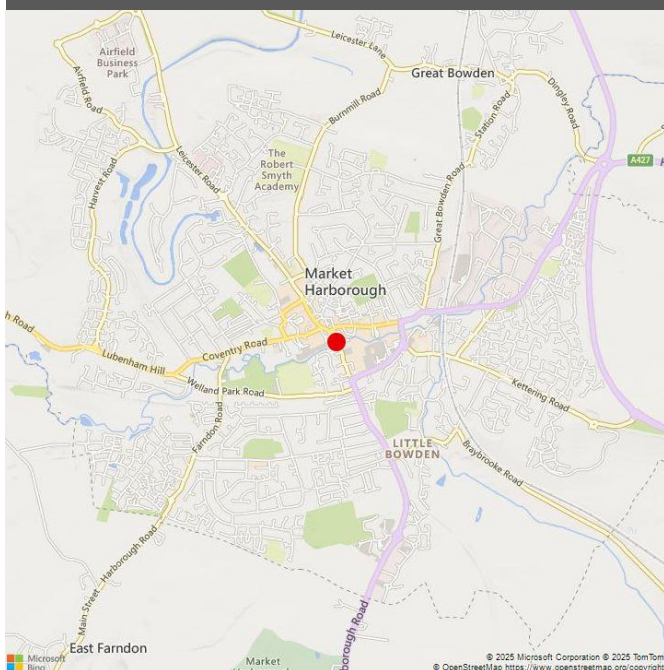 Leicester Lane
Airfield
Business
Park
Great Bowden
Airfield Road
Burnmill Road
Station Road
Dingley Road
The
Robert
Smyth
Academy
Leicester Road
A427
Harvest Road
Great Bowden Road
Market
Harborough
h Road
Coventry Road
Lubenham Hill
Welland Park Road
Kettering Road
Farndon Road
LITTLE
BOWDEN
Braybrooke Road
Harborough Road
Main Street
borough Road
East Farndon
Market
Microsoft
Bing
© 2025 Microsoft Corporation © 2025 TomTom
© OpenStreetMap https://www.openstreetmap.org/copyright